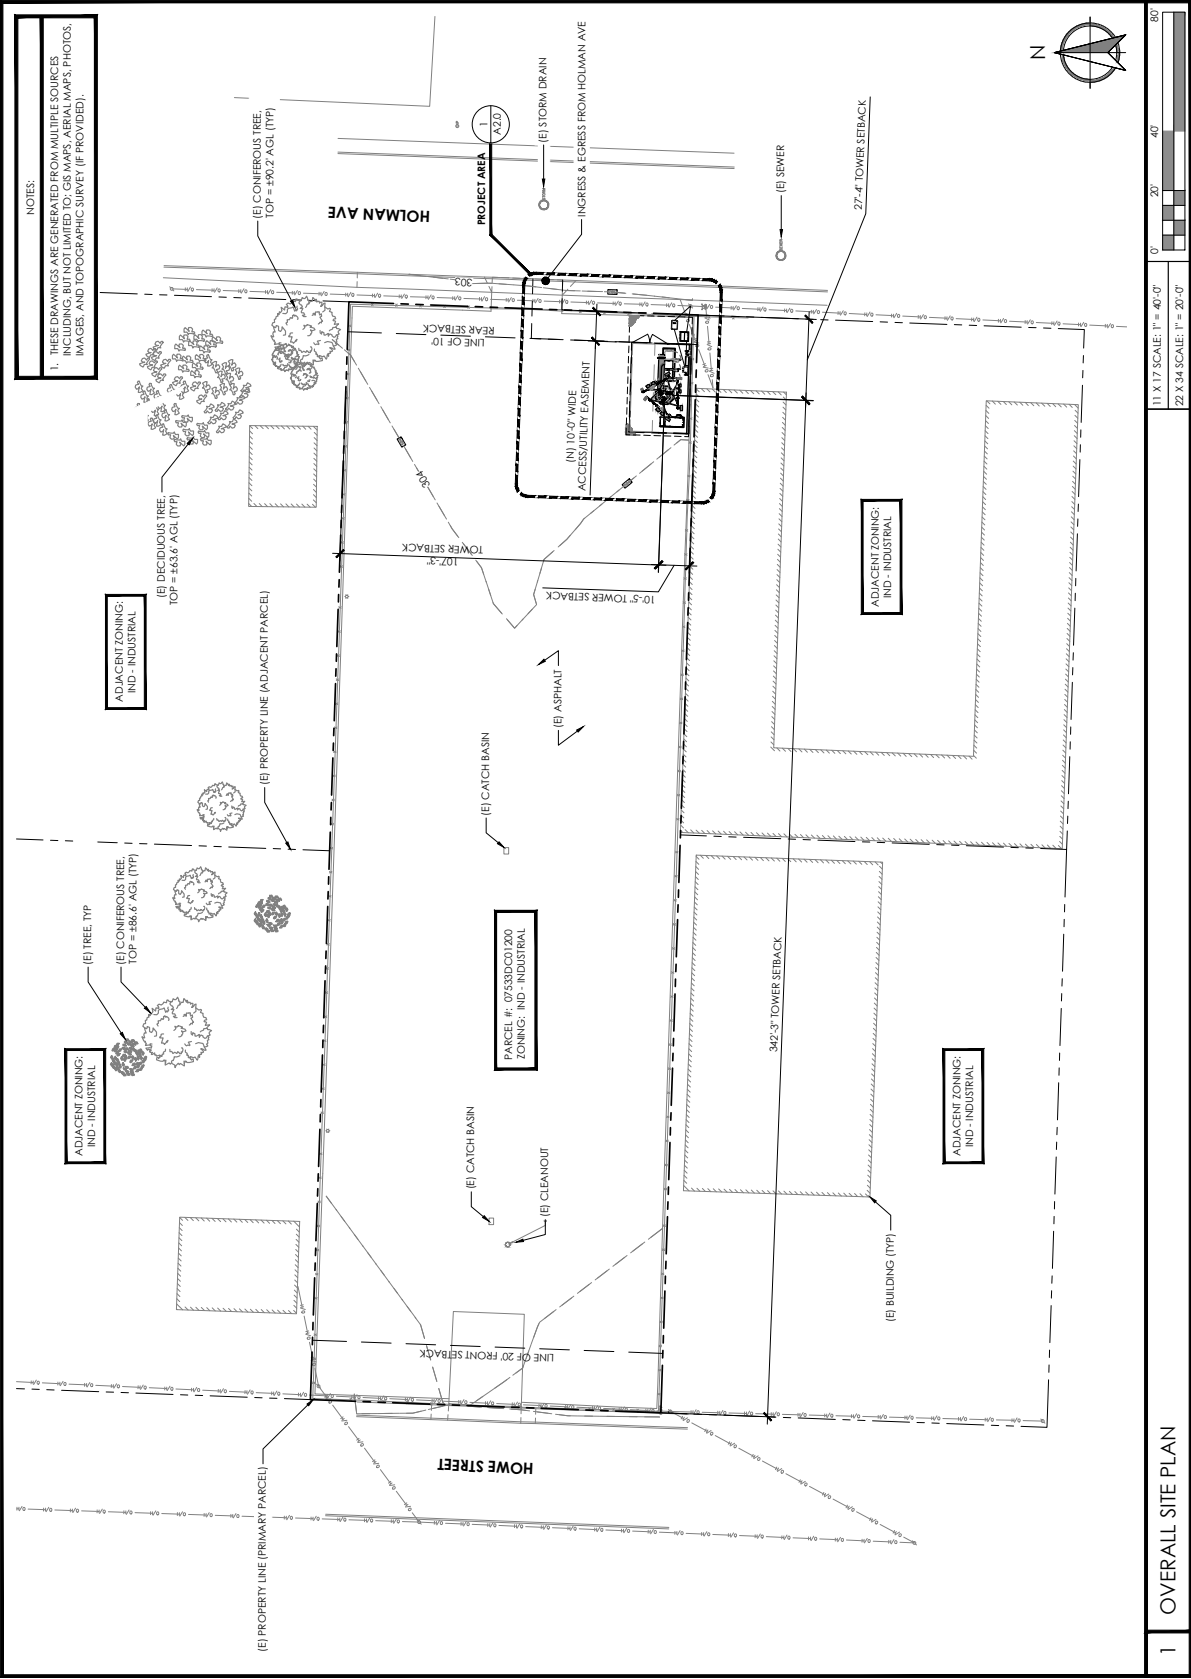 NOTES:
1. THESE DRAWINGS ARE GENERATED FROM MULTIPLE SOURCES
INCLUDING, BUT NOT LIMITED TO; GIS MAPS, AERIAL MAPS, PHOTOS,
IMAGES, AND TOPOGRAPHIC SURVEY (IF PROVIDED).
ADJACENT ZONING:
IND - INDUSTRIAL
(E) TREE, TYP
(E) CONIFEROUS TREE,
TOP = ±86.6' AGL (TYP)
ADJACENT ZONING:
IND - INDUSTRIAL
(E) DECIDUOUS TREE,
TOP = ±63.6' AGL (TYP)
(E) CONIFEROUS TREE,
TOP = ±90.2' AGL (TYP)
(E) PROPERTY LINE (PRIMARY PARCEL)
(E) PROPERTY LINE (ADJACENT PARCEL)
HOLMAN AVE
304
303
LINE OF 10'
REAR SETBACK
107'-3"
TOWER SETBACK
LINE OF 20' FRONT SETBACK
HOWE STREET
(E) CATCH BASIN
(E) CATCH BASIN
PROJECT AREA
1
A2.0
PARCEL #: 07533DC01200
ZONING: IND - INDUSTRIAL
(E) CLEANOUT
(E) ASPHALT
(E) STORM DRAIN
(N) 10'-0" WIDE
ACCESS/UTILITY EASEMENT
INGRESS & EGRESS FROM HOLMAN AVE
10'-5" TOWER SETBACK
342'-3" TOWER SETBACK
(E) SEWER
27'-4" TOWER SETBACK
(E) BUILDING (TYP)
ADJACENT ZONING:
IND - INDUSTRIAL
ADJACENT ZONING:
IND - INDUSTRIAL
N
1
OVERALL SITE PLAN
11 X 17 SCALE: 1" = 40'-0"
22 X 34 SCALE: 1" = 20'-0"
0' 20' 40' 80'